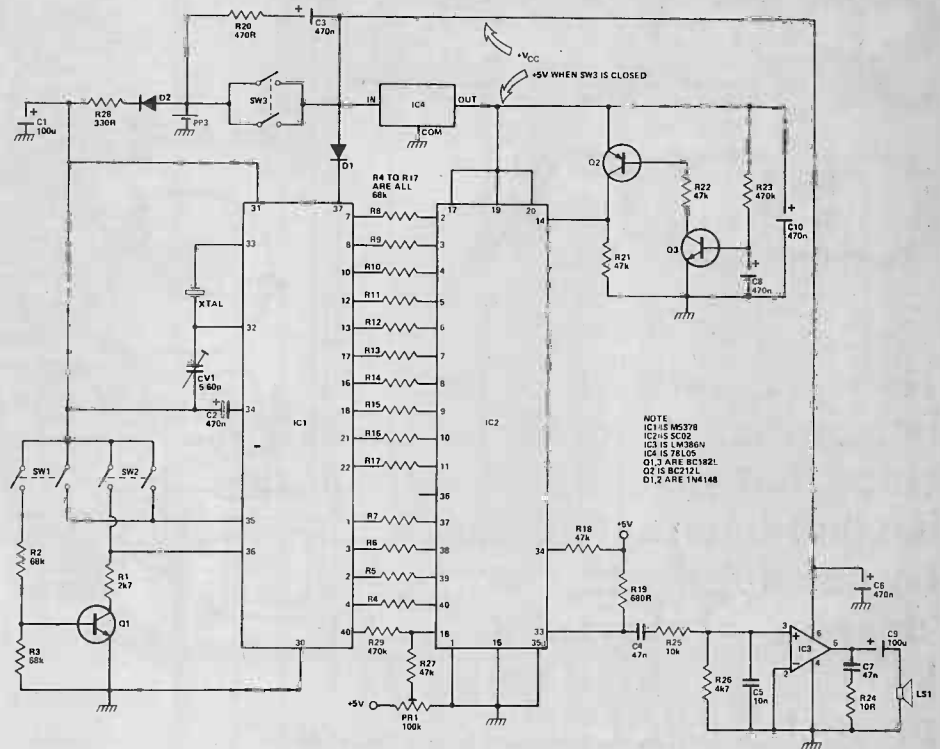 R20
470R
C3
470n
+VCC
+5V WHEN SW3 IS CLOSED
C1
100u
R28
330R
D2
PP3
SW3
IN
IC4
OUT
COM
D1
R4 TO R17
ARE ALL
68k
Q2
R22
47k
R23
470k
C10
470n
Q3
R21
47k
C8
470n
31
37
33
32
34
35
36
30
XTAL
CV1
5 60p
C2
470n
IC1
7
R8
2
8
R9
3
10
R10
4
12
R11
5
13
R12
6
17
R13
7
16
R14
8
18
R15
9
21
R16
10
22
R17
11
36
1
R7
37
3
R6
38
2
R5
39
4
R4
40
40
R29
470k
18
17
19
20
14
IC2
34
33
1
16
35
R27
47k
+5V
PR1
100k
SW1
SW2
R2
68k
R1
2k7
Q1
R3
68k
NOTE
IC1 IS M5378
IC2 IS SC02
IC3 IS LM386N
IC4 IS 78L05
Q1,3 ARE BC182L
Q2 IS BC212L
D1,2 ARE 1N4148
R18
47k
+5V
R19
680R
C4
47n
R25
10k
R26
4k7
C5
10n
3
+
2
−
IC3
6
5
4
C6
470n
C9
100u
C7
47n
R24
10R
LS1